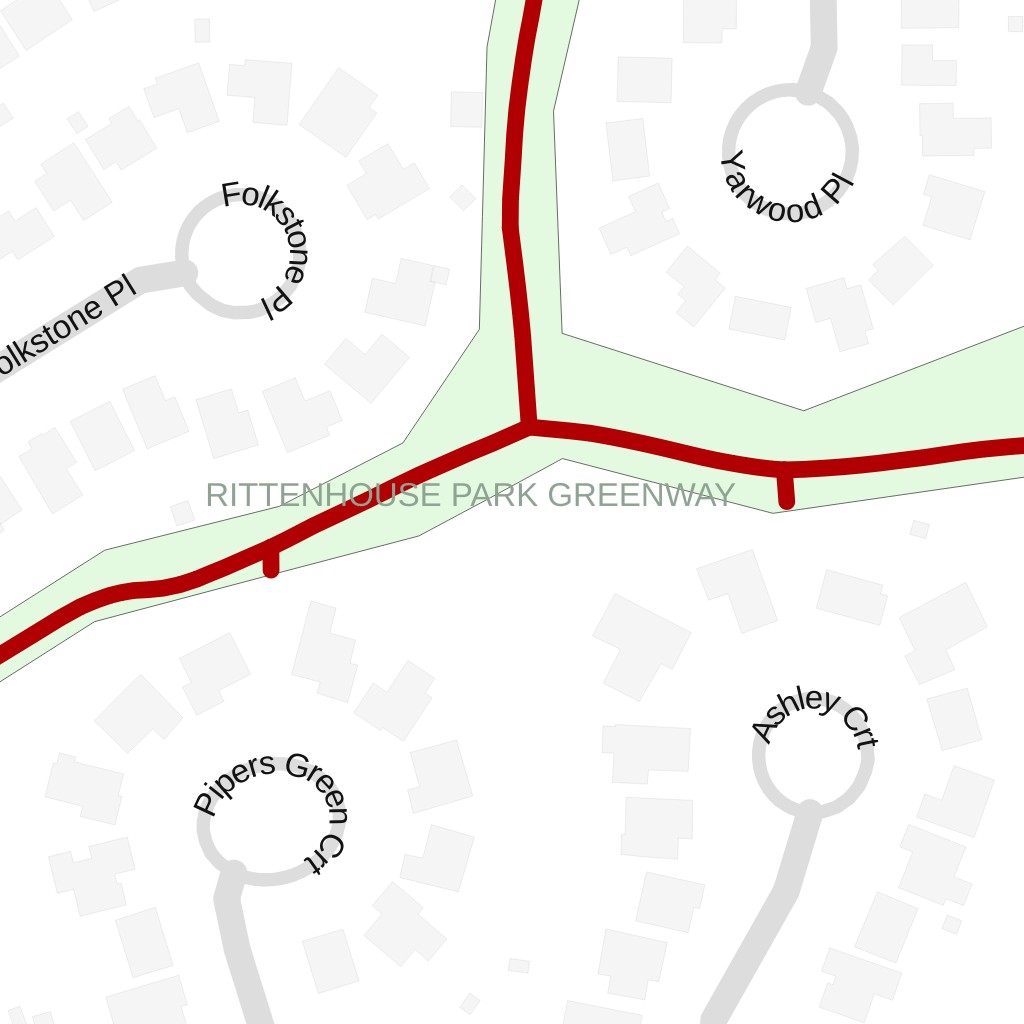 Yarwood Pl
Folkstone Pl
olkstone Pl
RITTENHOUSE PARK GREENWAY
Ashley Crt
Pipers Green Crt